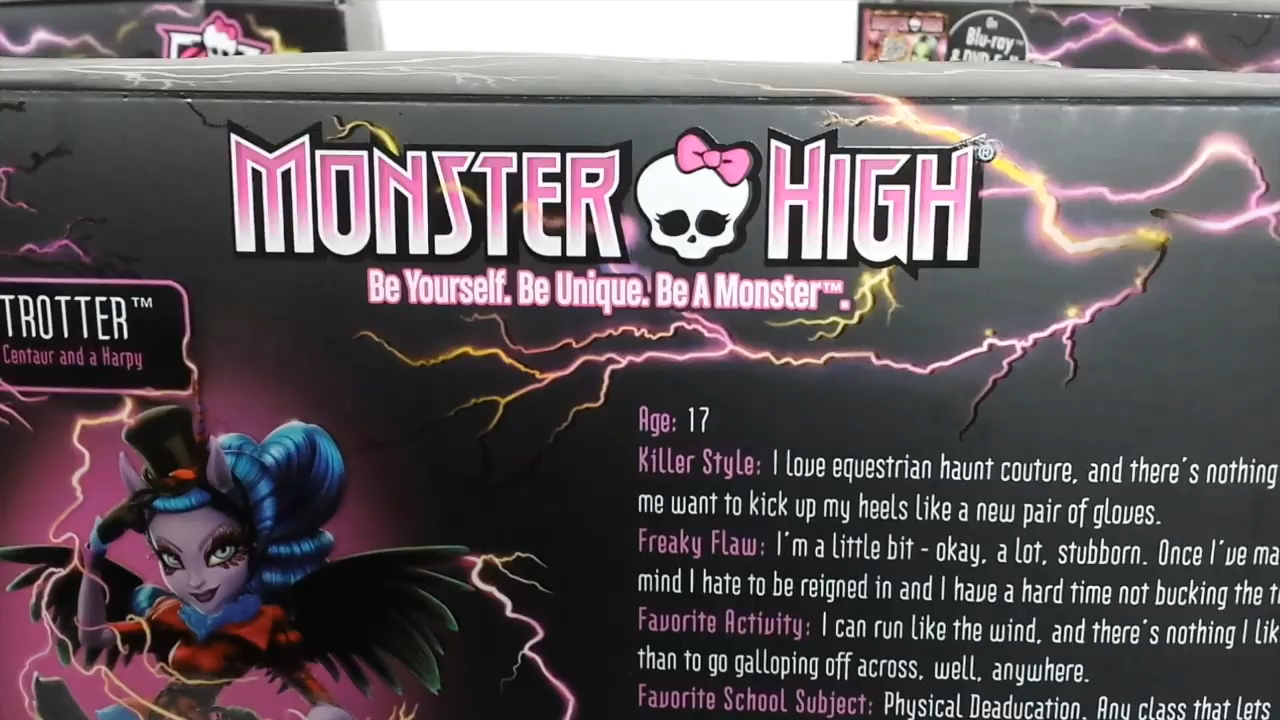 On
Blu-ray™
MONSTER HIGH®
Be Yourself. Be Unique. Be A Monster™.
TROTTER™
Centaur and a Harpy
Age: 17
Killer Style: I love equestrian haunt couture, and there's nothing
me want to kick up my heels like a new pair of gloves.
Freaky Flaw: I'm a little bit - okay, a lot, stubborn. Once I've ma
mind I hate to be reigned in and I have a hard time not bucking the
Favorite Activity: I can run like the wind, and there's nothing I lik
than to go galloping off across, well, anywhere.
Favorite School Subject: Physical Deaducation. Any class that lets